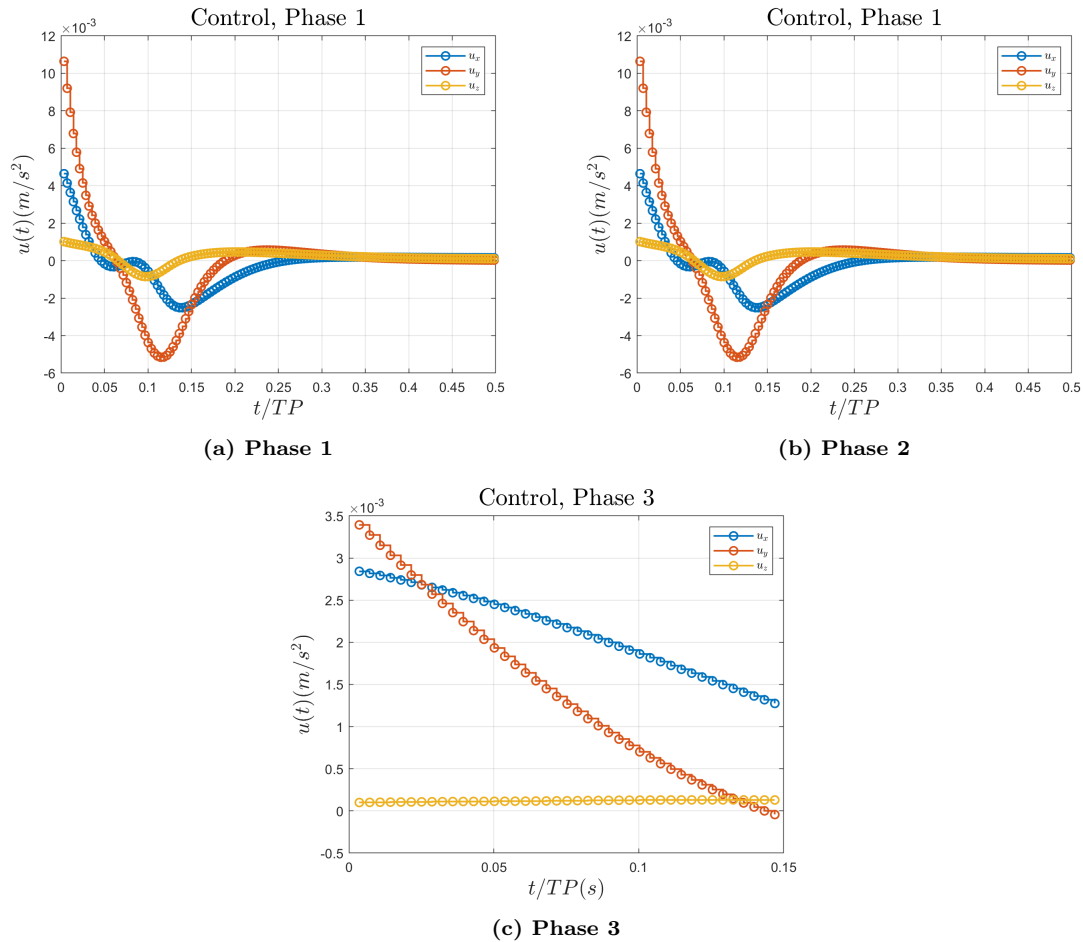 Control, Phase 1
×10⁻³
12
10
8
6
4
2
0
-2
-4
-6
u(t)(m/s²)
u_x
u_y
u_z
0 0.05 0.1 0.15 0.2 0.25 0.3 0.35 0.4 0.45 0.5
t/TP
(a) Phase 1
Control, Phase 1
×10⁻³
12
10
8
6
4
2
0
-2
-4
-6
u(t)(m/s²)
u_x
u_y
u_z
0 0.05 0.1 0.15 0.2 0.25 0.3 0.35 0.4 0.45 0.5
t/TP
(b) Phase 2
Control, Phase 3
×10⁻³
3.5
3
2.5
2
1.5
1
0.5
0
-0.5
u(t)(m/s²)
u_x
u_y
u_z
0 0.05 0.1 0.15
t/TP(s)
(c) Phase 3